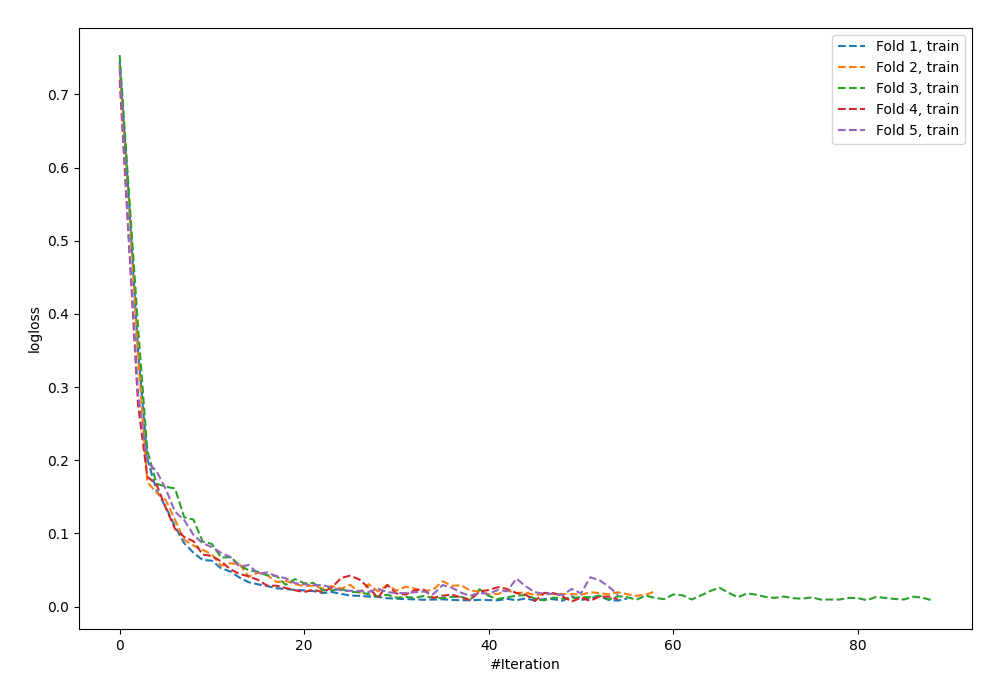 Fold 1, train
Fold 2, train
Fold 3, train
Fold 4, train
Fold 5, train
0.7
0.6
0.5
0.4
0.3
0.2
0.1
0.0
logloss
0 20 40 60 80
#Iteration